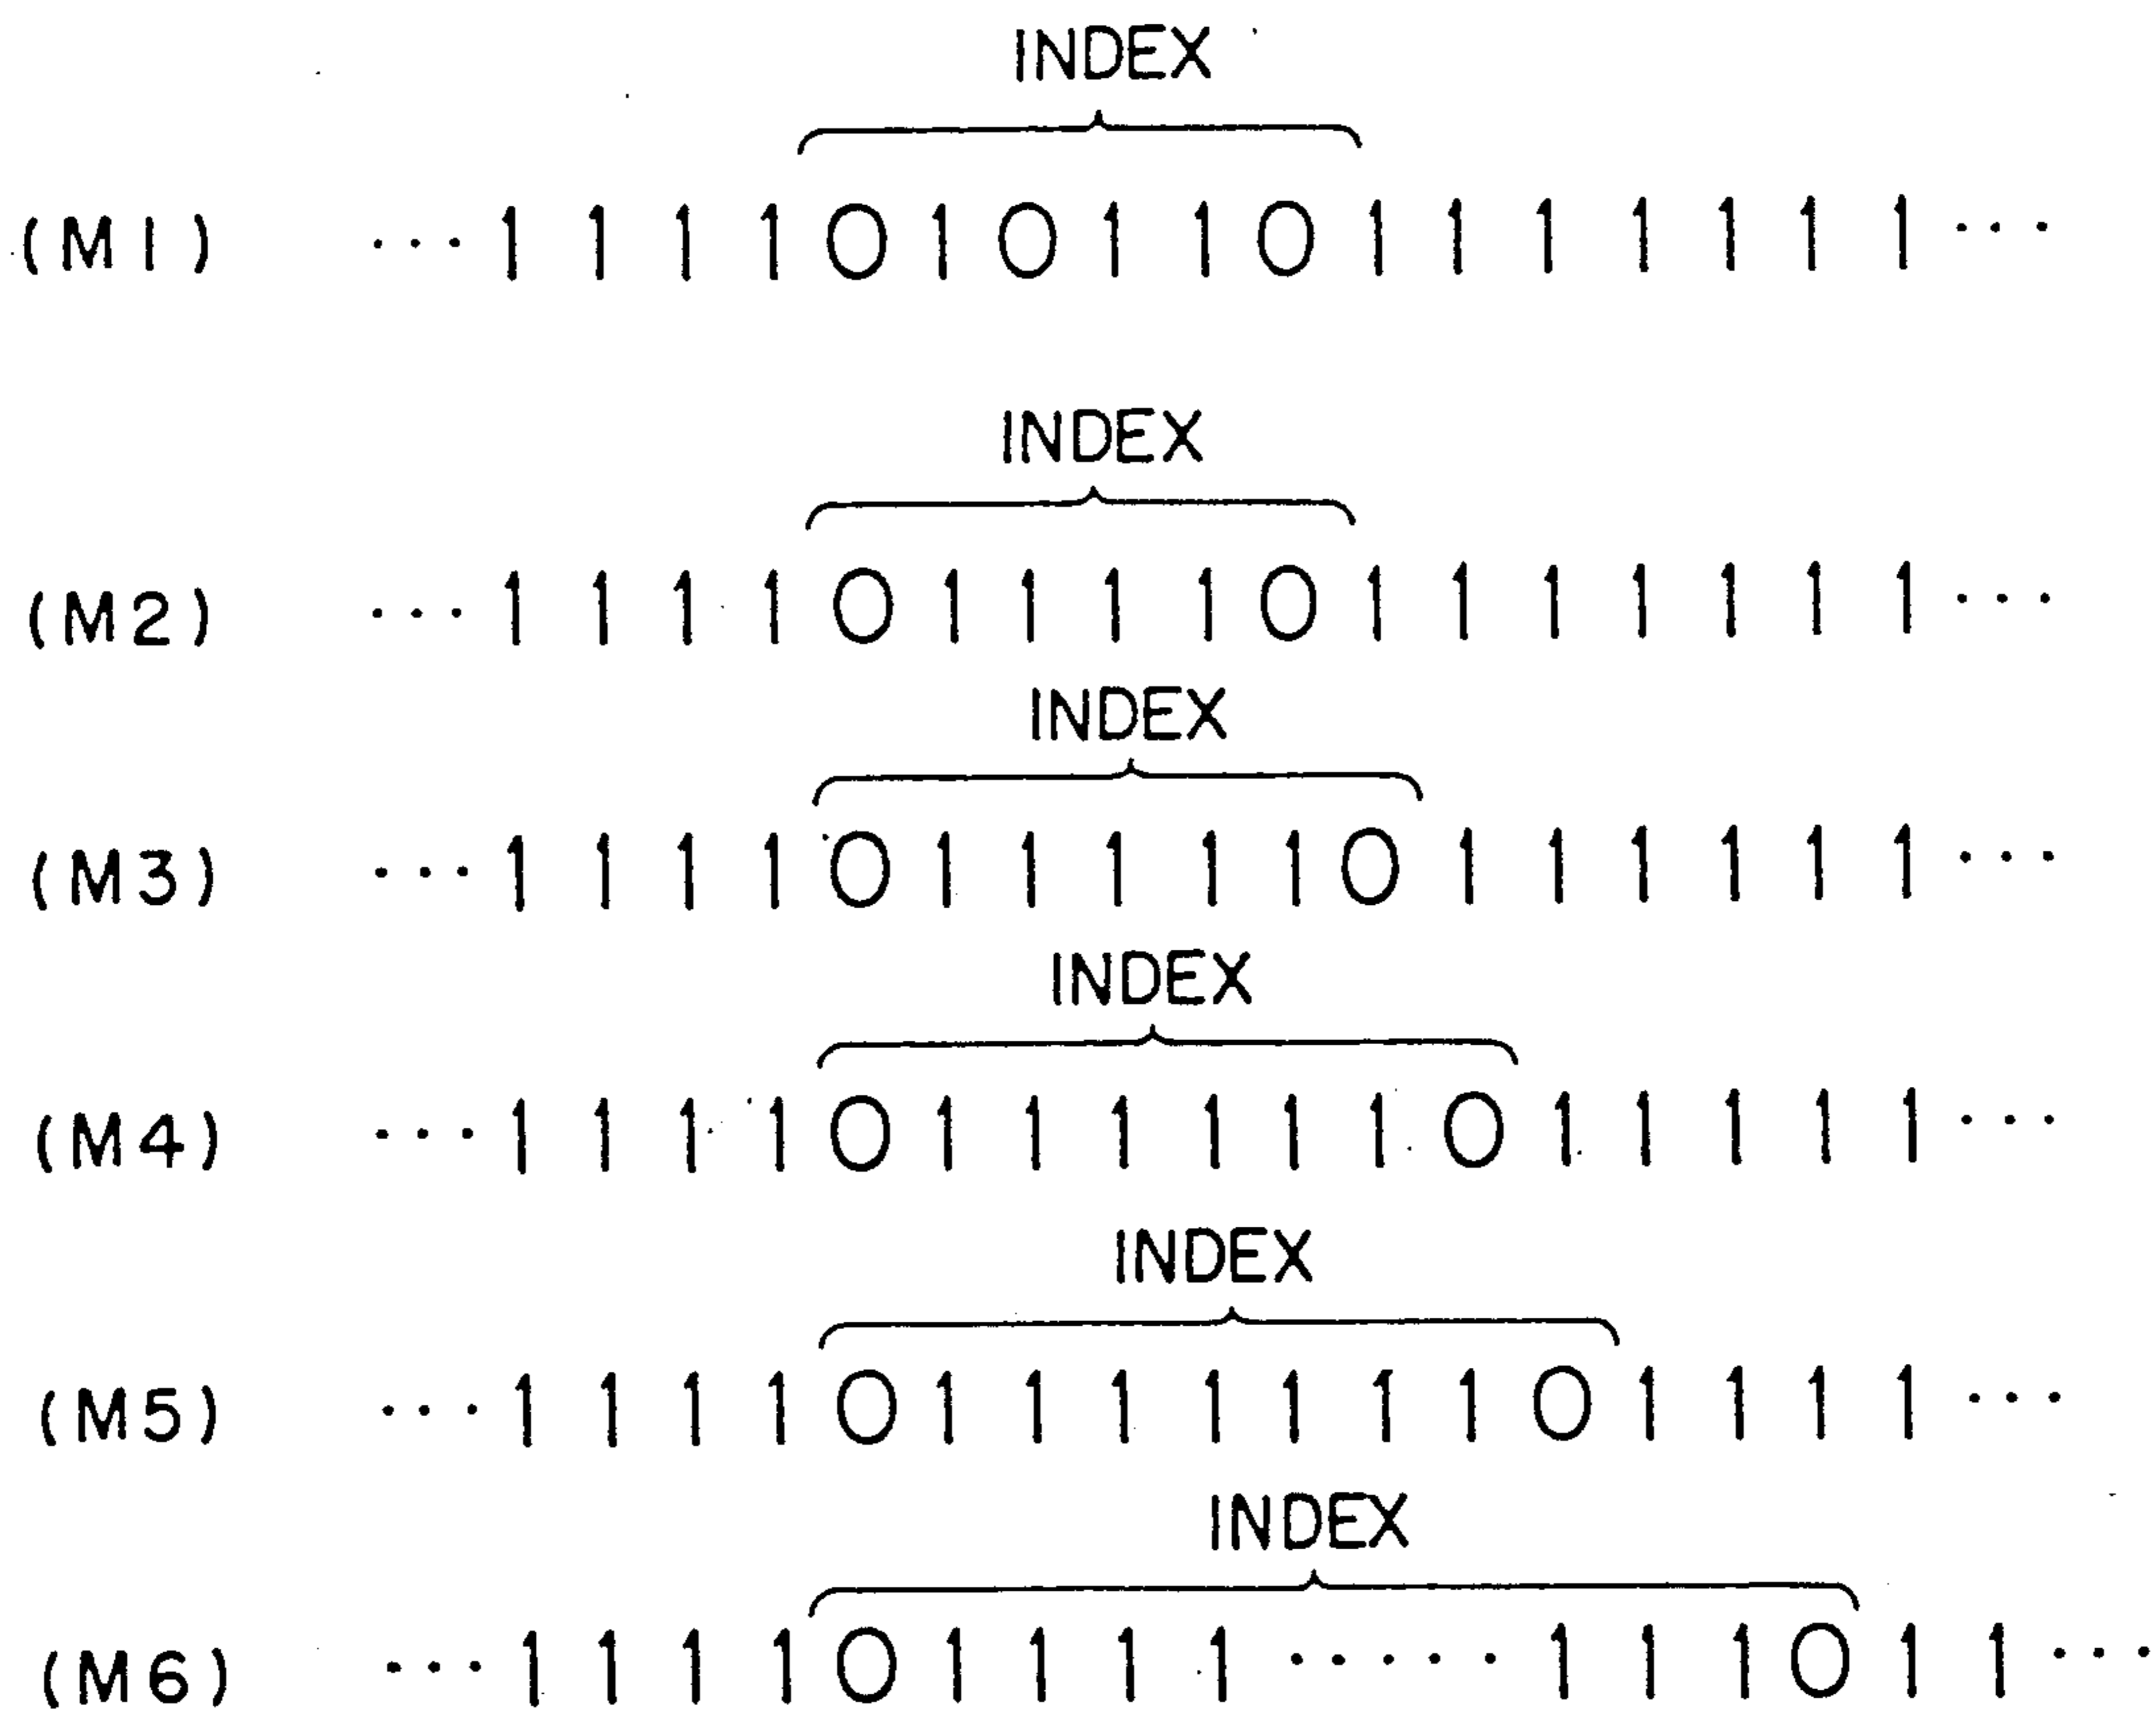 INDEX
(M1) ...1 1 1 1 0 1 0 1 1 0 1 1 1 1 1 1 1...
INDEX
(M2) ...1 1 1 1 0 1 1 1 1 0 1 1 1 1 1 1 1...
INDEX
(M3) ...1 1 1 1 0 1 1 1 1 1 0 1 1 1 1 1 1...
INDEX
(M4) ...1 1 1 1 0 1 1 1 1 1 1 0 1 1 1 1 1...
INDEX
(M5) ...1 1 1 1 0 1 1 1 1 1 1 1 0 1 1 1 1...
INDEX
(M6) ...1 1 1 1 0 1 1 1 1 ..... 1 1 1 0 1 1...